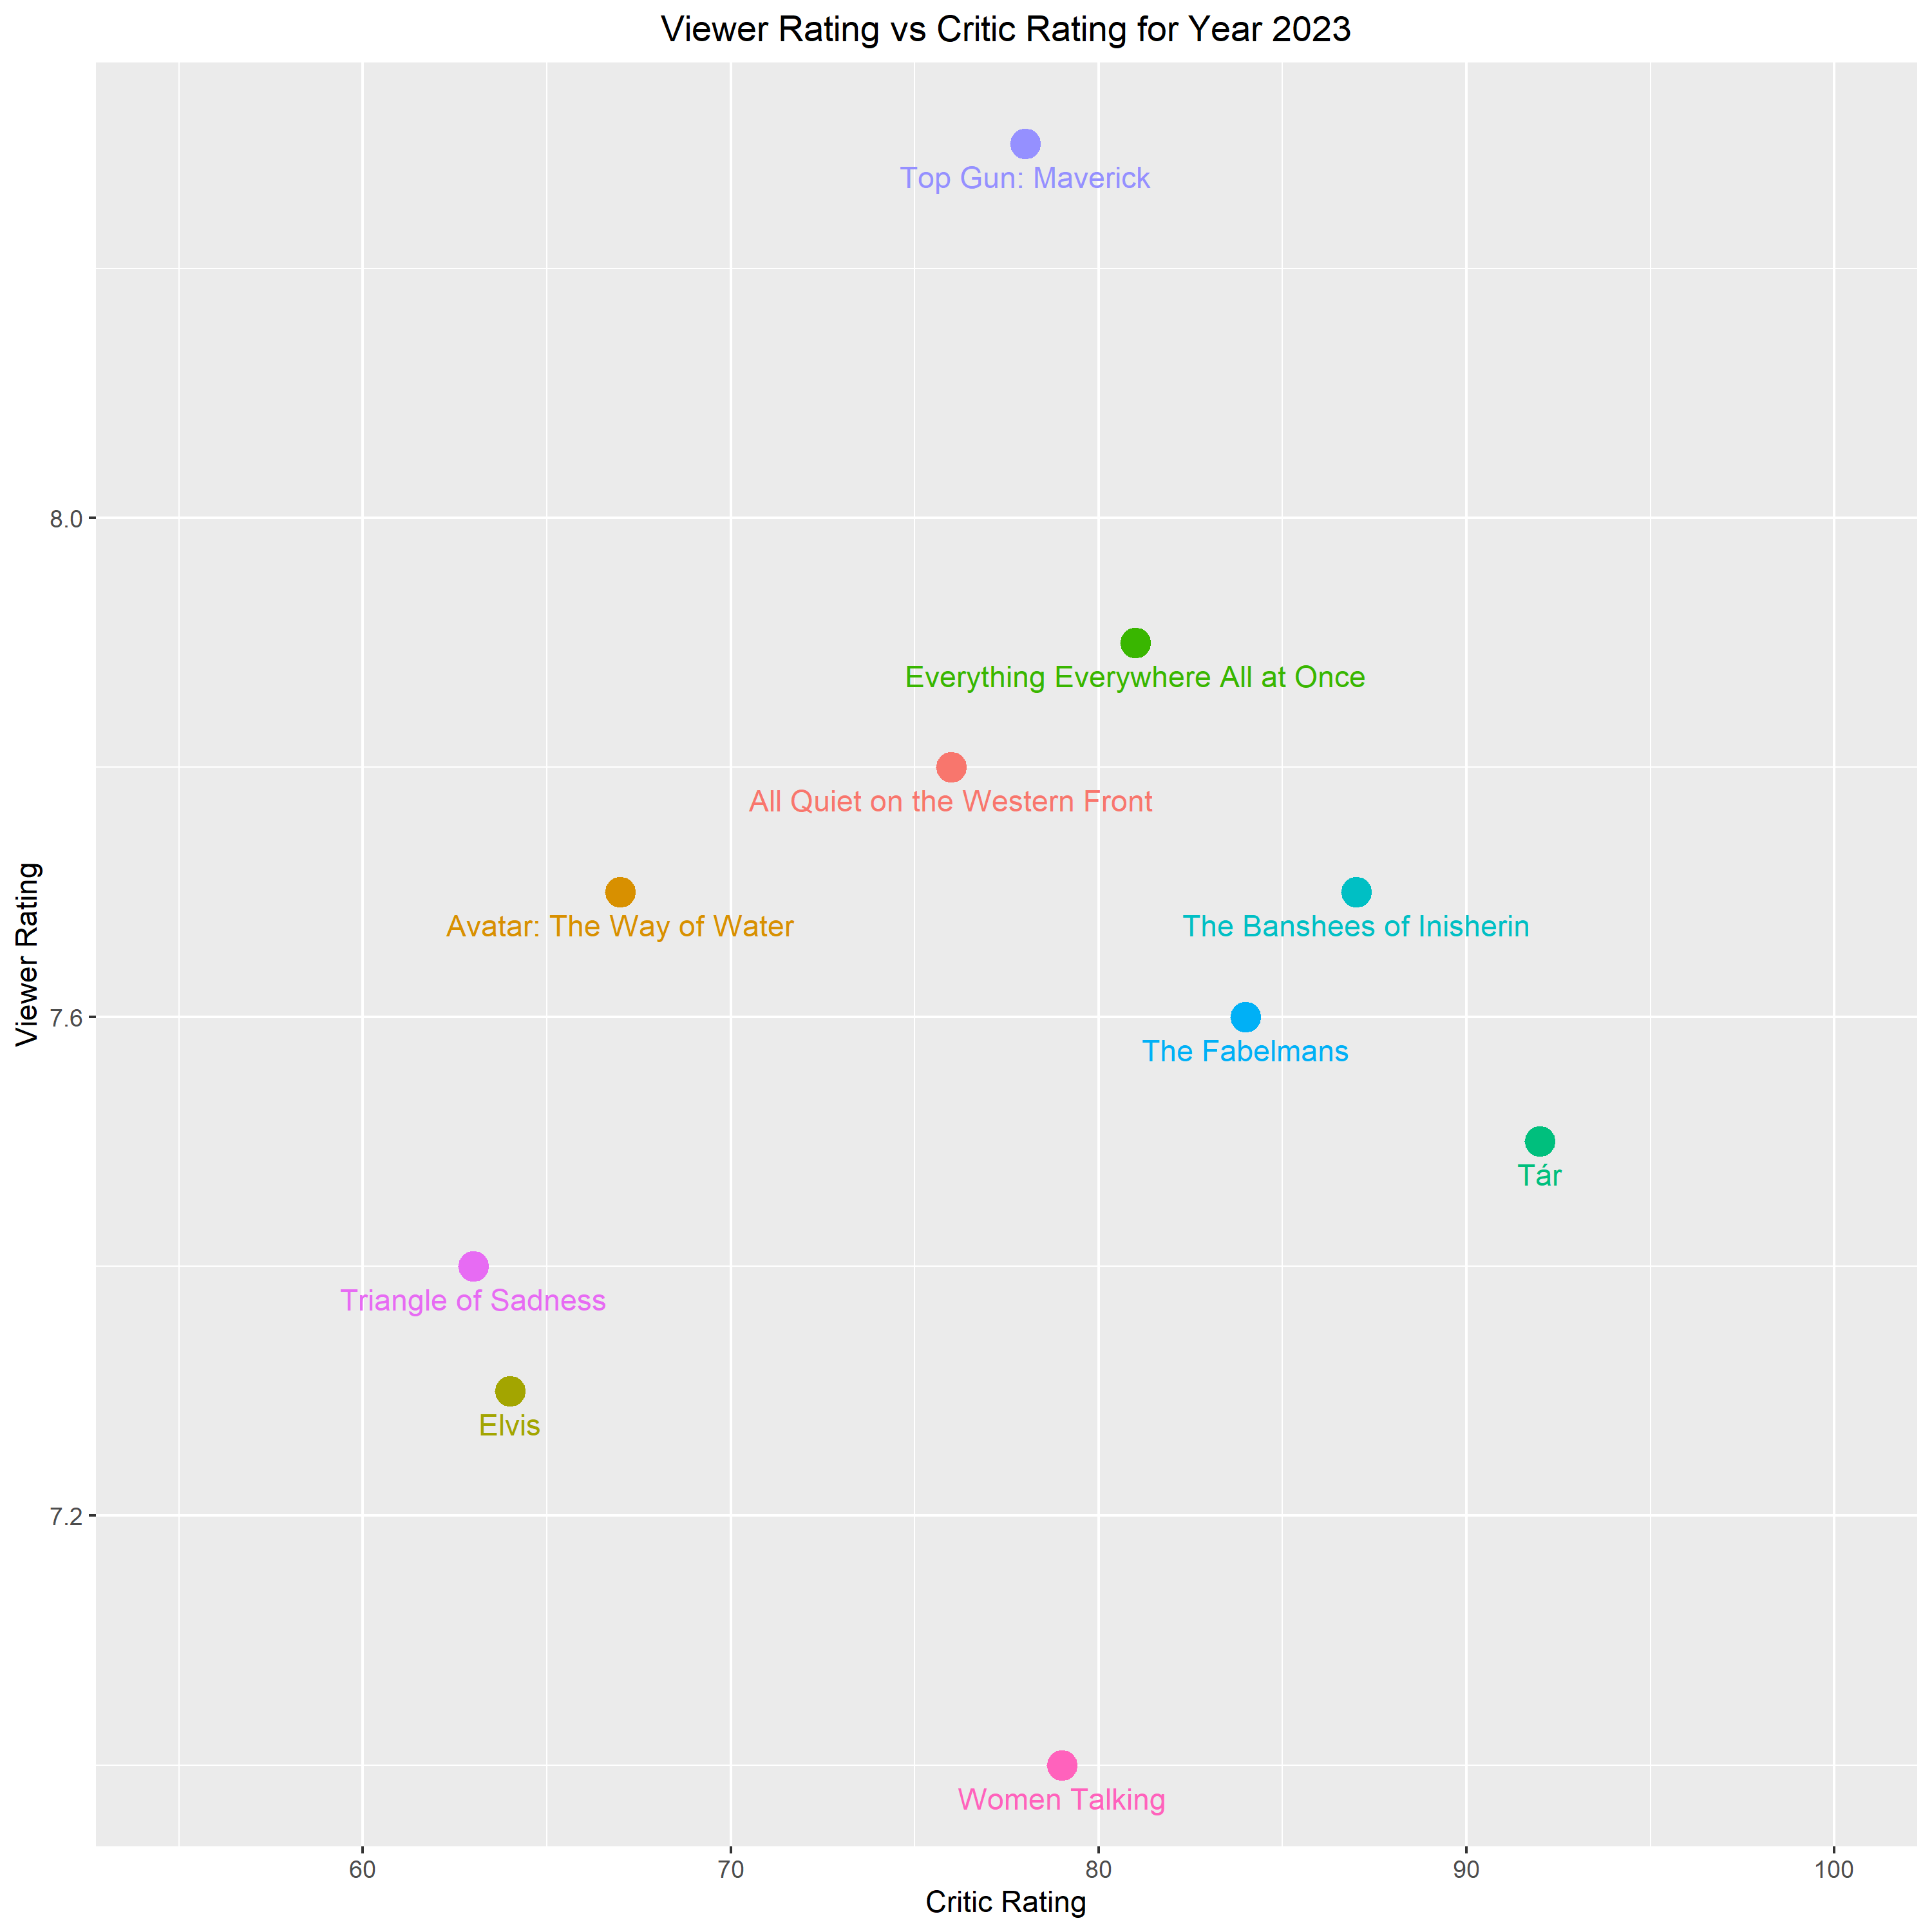 Viewer Rating vs Critic Rating for Year 2023
Top Gun: Maverick
8.0
Everything Everywhere All at Once
All Quiet on the Western Front
Viewer Rating
Avatar: The Way of Water
The Banshees of Inisherin
7.6
The Fabelmans
Tár
Triangle of Sadness
Elvis
7.2
Women Talking
60
70
80
90
100
Critic Rating